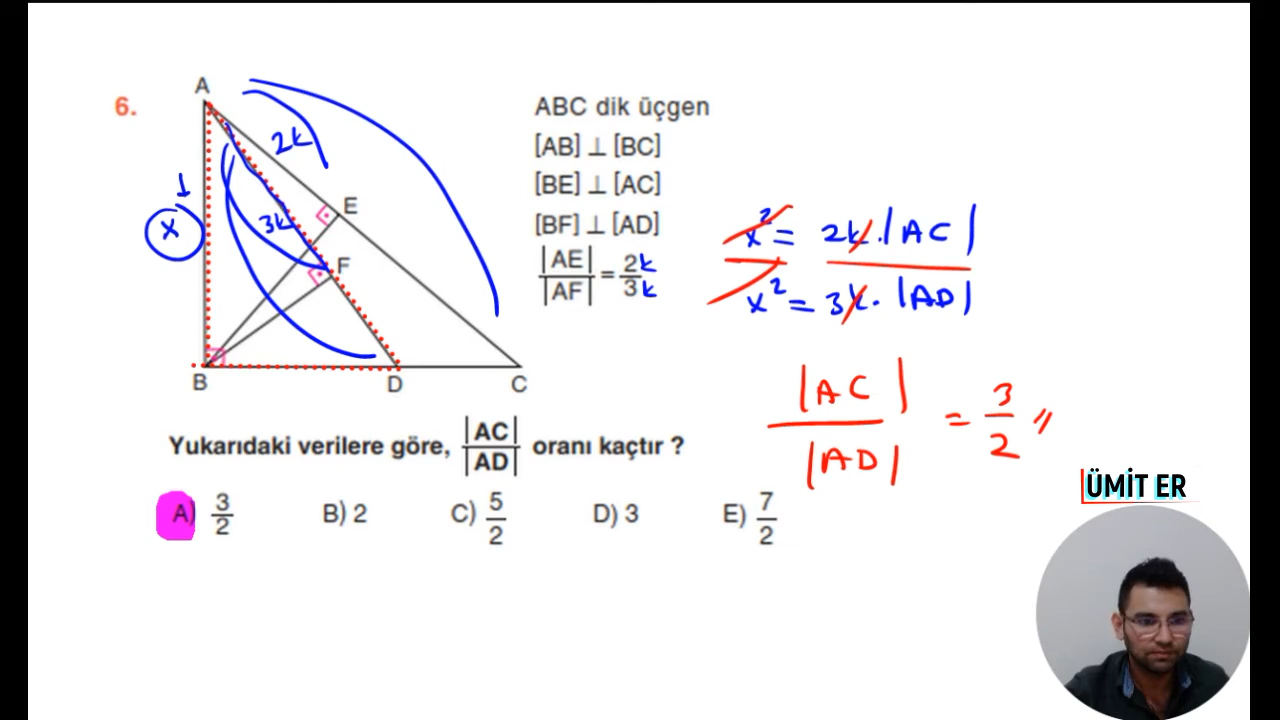 6.
A
2k
1
x
3k
E
F
B
D
C
ABC dik üçgen
[AB] ⊥ [BC]
[BE] ⊥ [AC]
[BF] ⊥ [AD]
|AE| / |AF| = 2k / 3k
x² = 2k . |AC|
x² = 3k . |AD|
|AC| / |AD| = 3/2 //
Yukarıdaki verilere göre, |AC| / |AD| oranı kaçtır ?
A) 3/2 B) 2 C) 5/2 D) 3 E) 7/2
ÜMİT ER